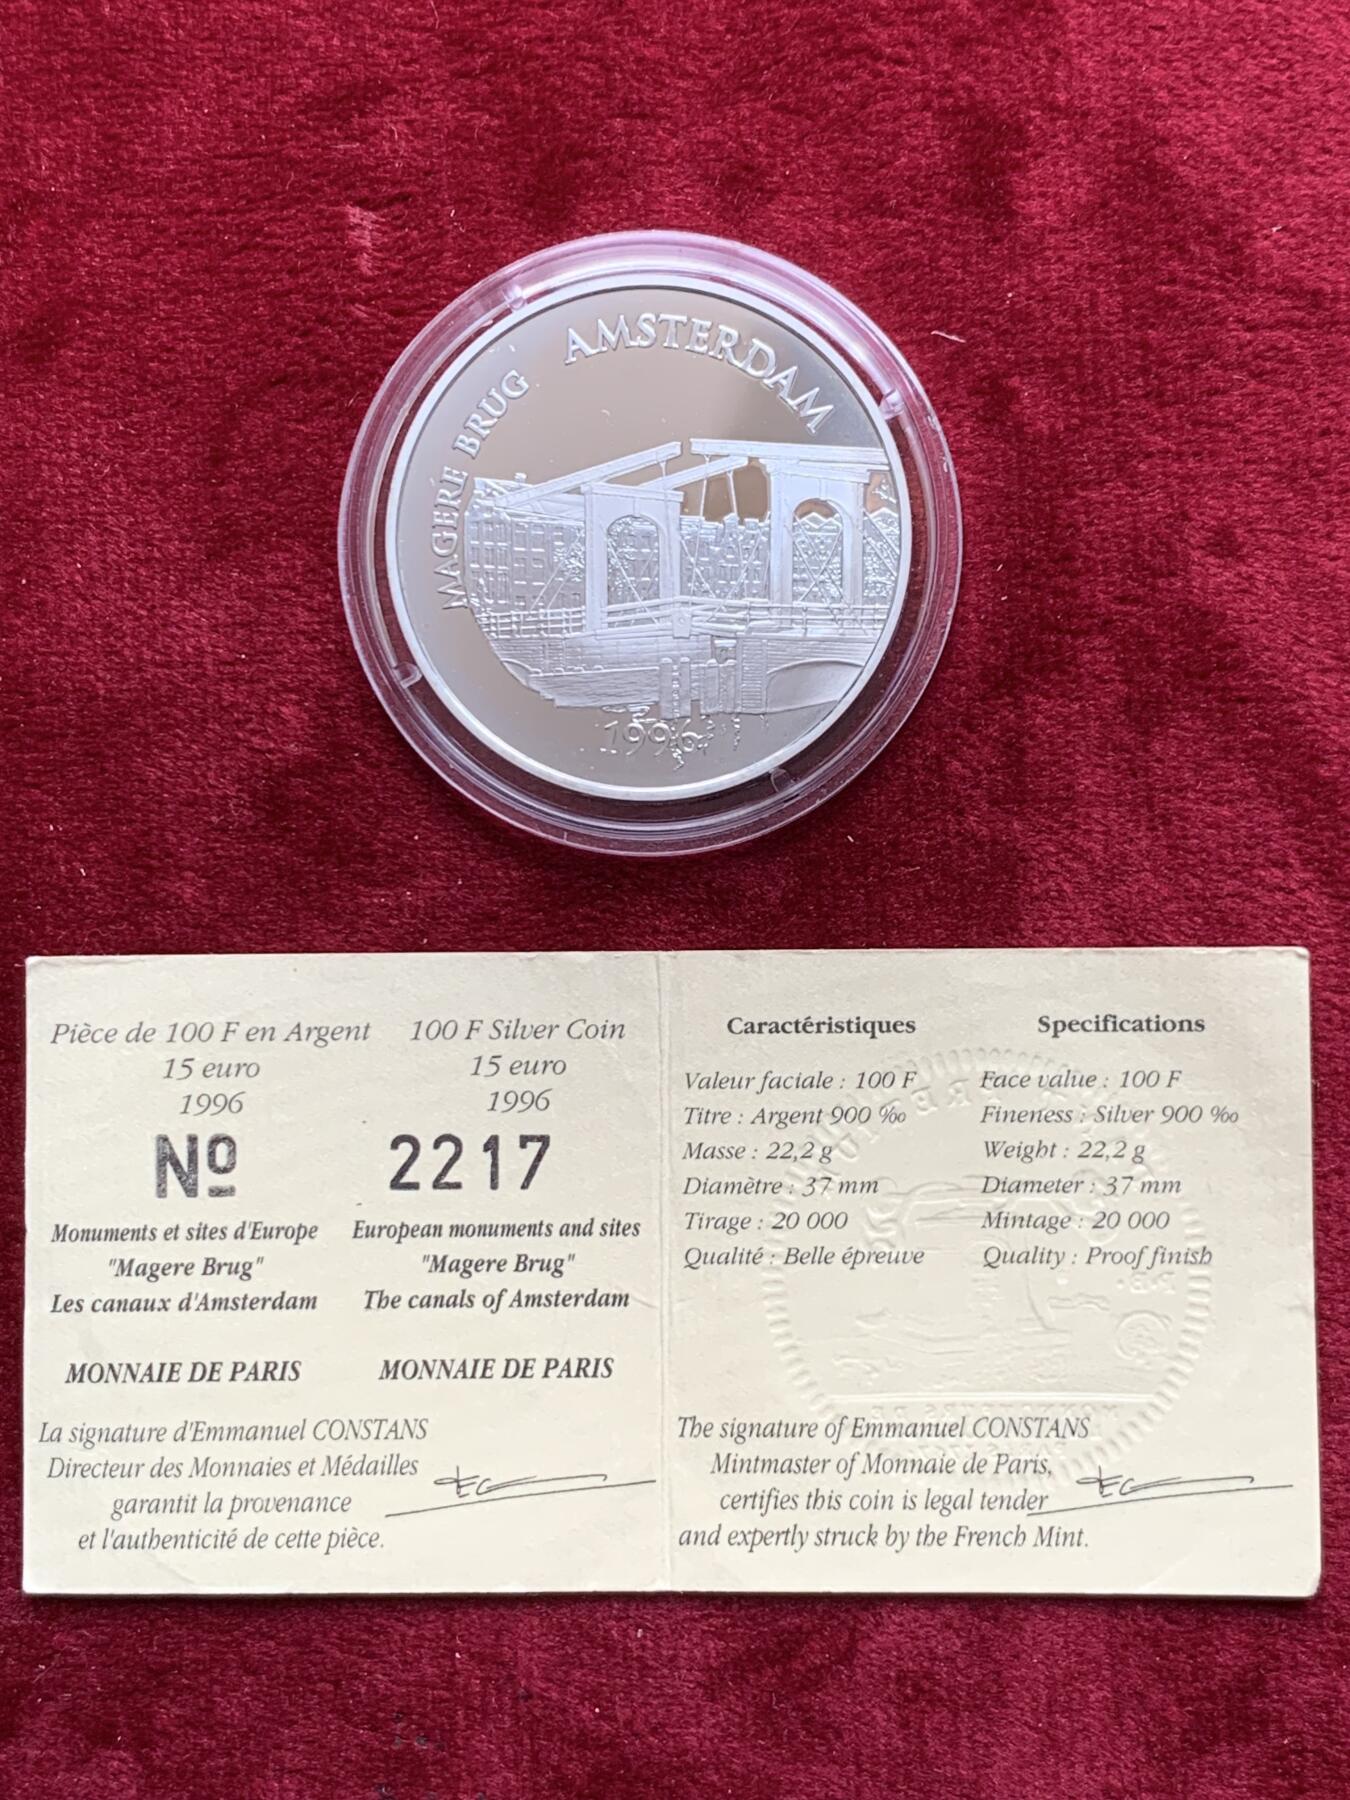 AMSTERDAM
MAGERE BRUG
1996
Pièce de 100 F en Argent
15 euro
1996
Nº
Monuments et sites d'Europe
"Magere Brug"
Les canaux d'Amsterdam
MONNAIE DE PARIS
La signature d'Emmanuel CONSTANS
Directeur des Monnaies et Médailles
garantit la provenance
et l'authenticité de cette pièce.
100 F Silver Coin
15 euro
1996
2217
European monuments and sites
"Magere Brug"
The canals of Amsterdam
MONNAIE DE PARIS
Caractéristiques
Valeur faciale : 100 F
Titre : Argent 900 ‰
Masse : 22,2 g
Diamètre : 37 mm
Tirage : 20 000
Qualité : Belle épreuve
Specifications
Face value : 100 F
Fineness : Silver 900 ‰
Weight : 22,2 g
Diameter : 37 mm
Mintage : 20 000
Quality : Proof finish
The signature of Emmanuel CONSTANS
Mintmaster of Monnaie de Paris,
certifies this coin is legal tender
and expertly struck by the French Mint.